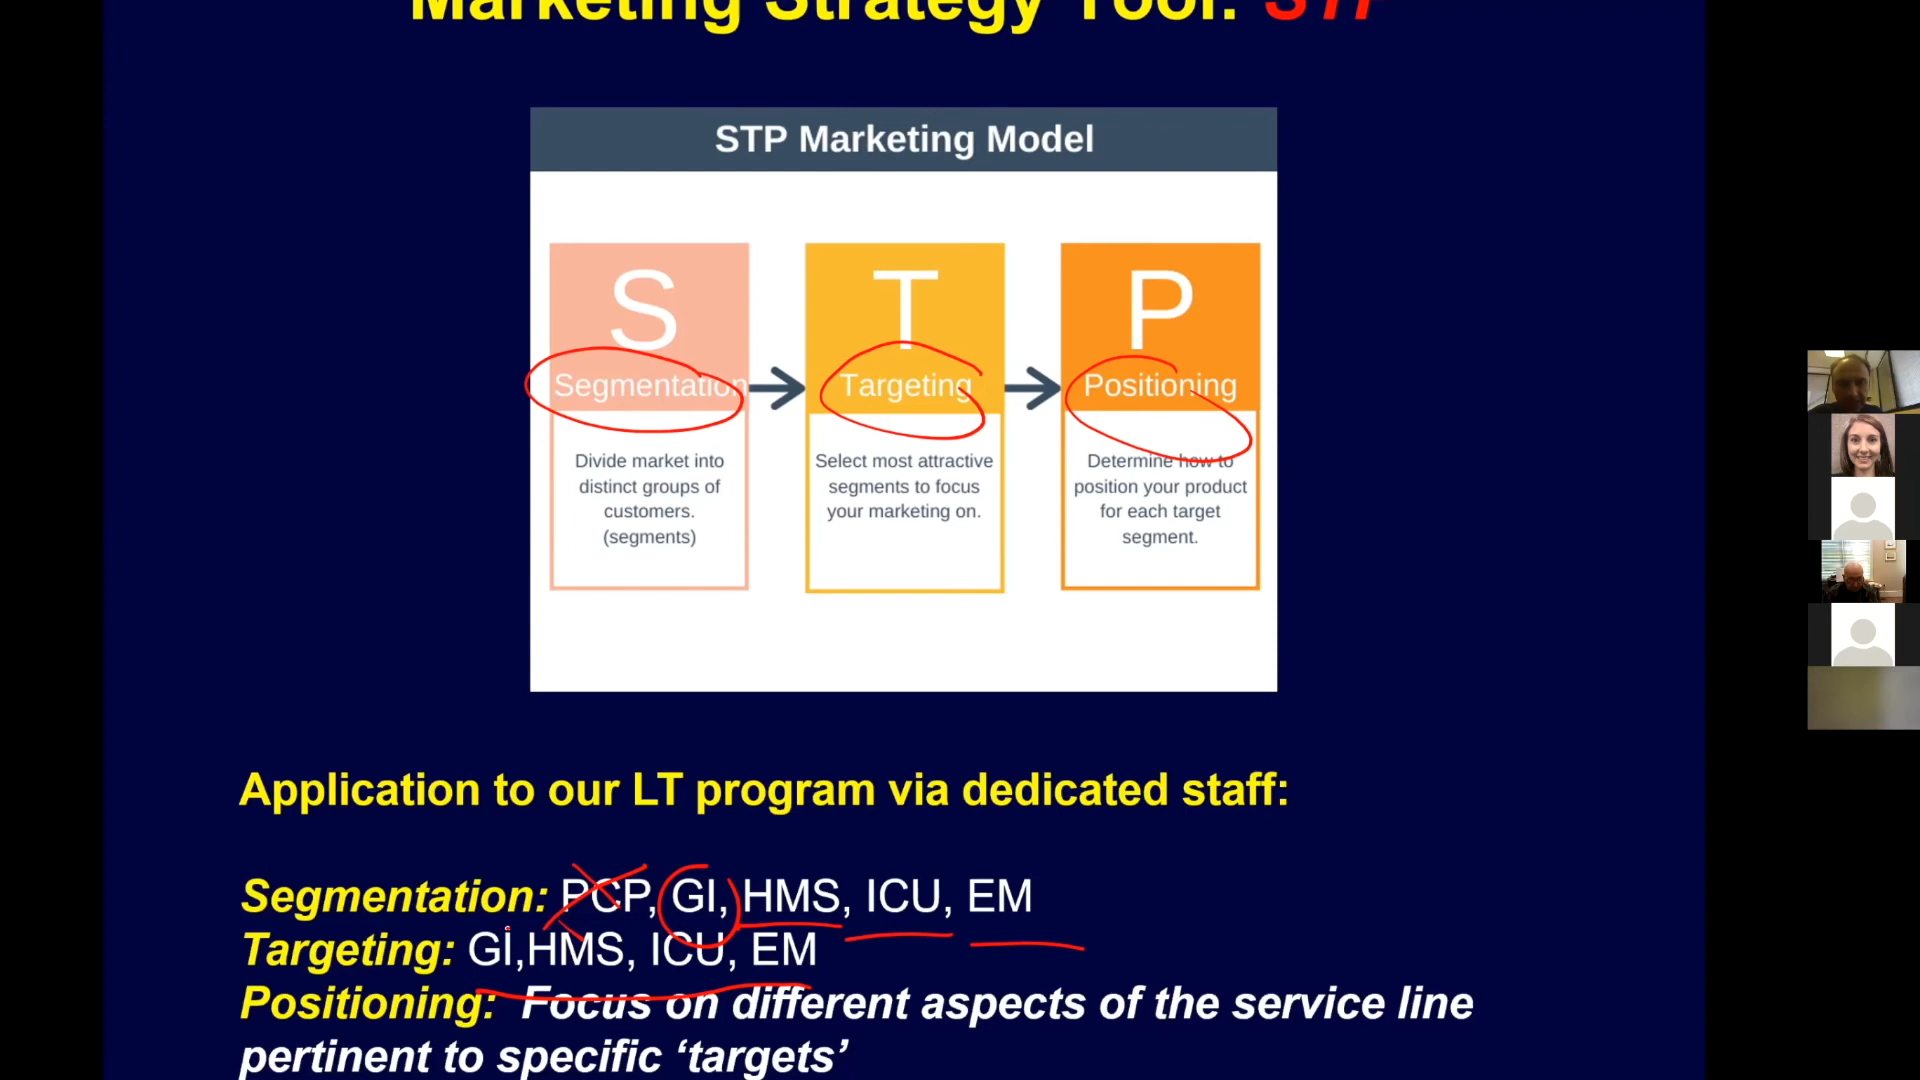 Marketing Strategy Tool: STP
STP Marketing Model
S
Segmentation
Divide market into
distinct groups of
customers.
(segments)
T
Targeting
Select most attractive
segments to focus
your marketing on.
P
Positioning
Determine how to
position your product
for each target
segment.
Application to our LT program via dedicated staff:
Segmentation: PCP, GI, HMS, ICU, EM
Targeting: GI,HMS, ICU, EM
Positioning: Focus on different aspects of the service line
pertinent to specific ‘targets’